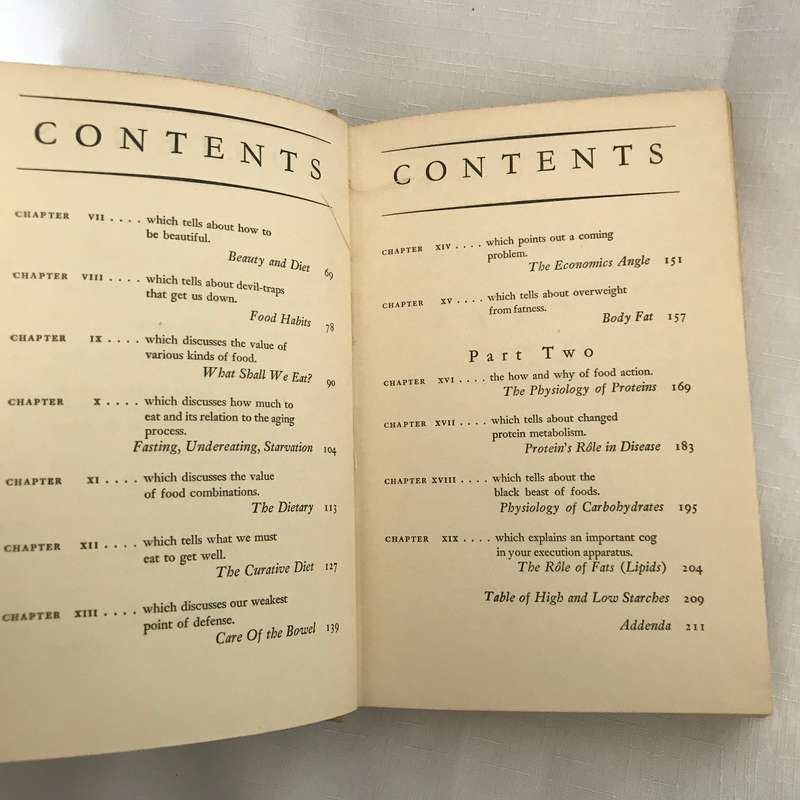 CONTENTS
CHAPTER VII .... which tells about how to
be beautiful.
Beauty and Diet 69
CHAPTER VIII .... which tells about devil-traps
that get us down.
Food Habits 78
CHAPTER IX .... which discusses the value of
various kinds of food.
What Shall We Eat? 90
CHAPTER X .... which discusses how much to
eat and its relation to the aging
process.
Fasting, Undereating, Starvation 104
CHAPTER XI .... which discusses the value
of food combinations.
The Dietary 113
CHAPTER XII .... which tells what we must
eat to get well.
The Curative Diet 127
CHAPTER XIII .... which discusses our weakest
point of defense.
Care Of the Bowel 139
CONTENTS
CHAPTER XIV .... which points out a coming
problem.
The Economics Angle 151
CHAPTER XV .... which tells about overweight
from fatness.
Body Fat 157
Part Two
CHAPTER XVI .... the how and why of food action.
The Physiology of Proteins 169
CHAPTER XVII .... which tells about changed
protein metabolism.
Protein's Rôle in Disease 183
CHAPTER XVIII .... which tells about the
black beast of foods.
Physiology of Carbohydrates 195
CHAPTER XIX .... which explains an important cog
in your execution apparatus.
The Rôle of Fats (Lipids) 204
Table of High and Low Starches 209
Addenda 211